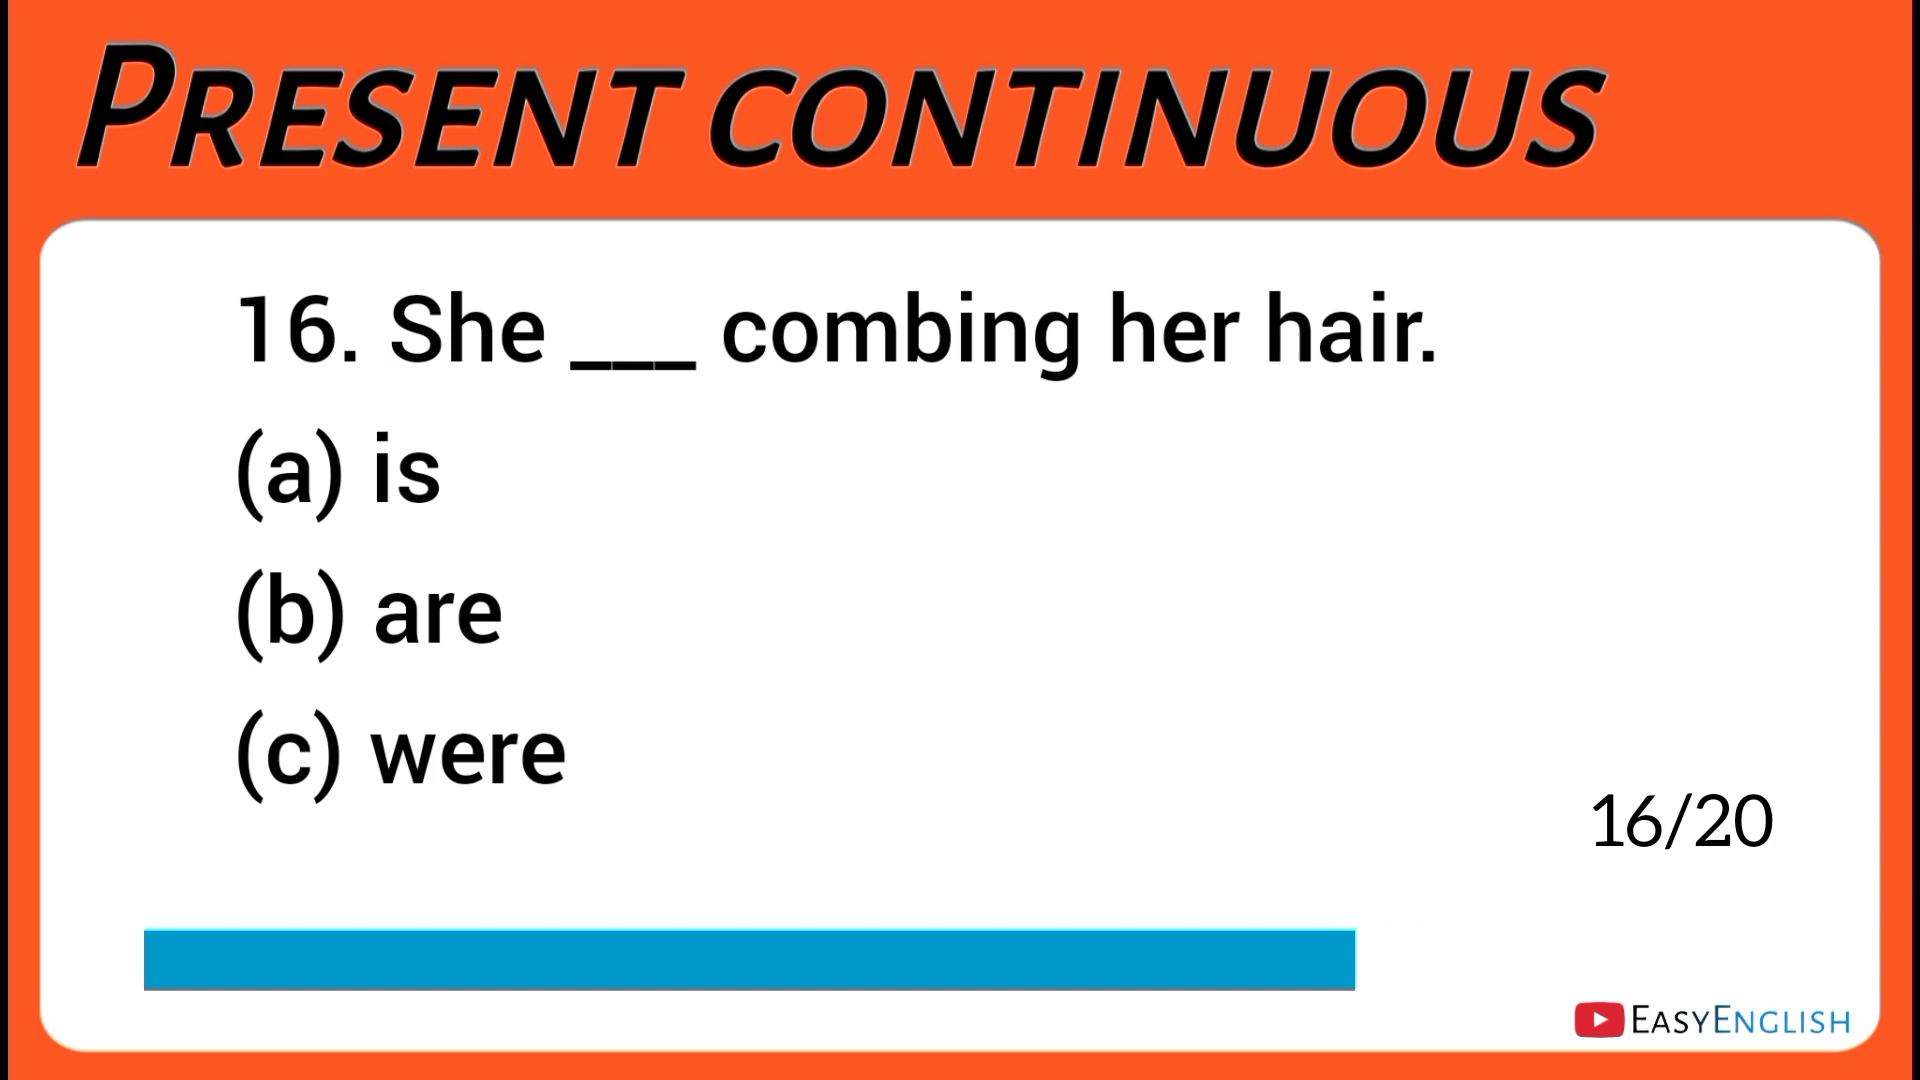 PRESENT CONTINUOUS
16. She ___ combing her hair.
(a) is
(b) are
(c) were
16/20
EASYENGLISH